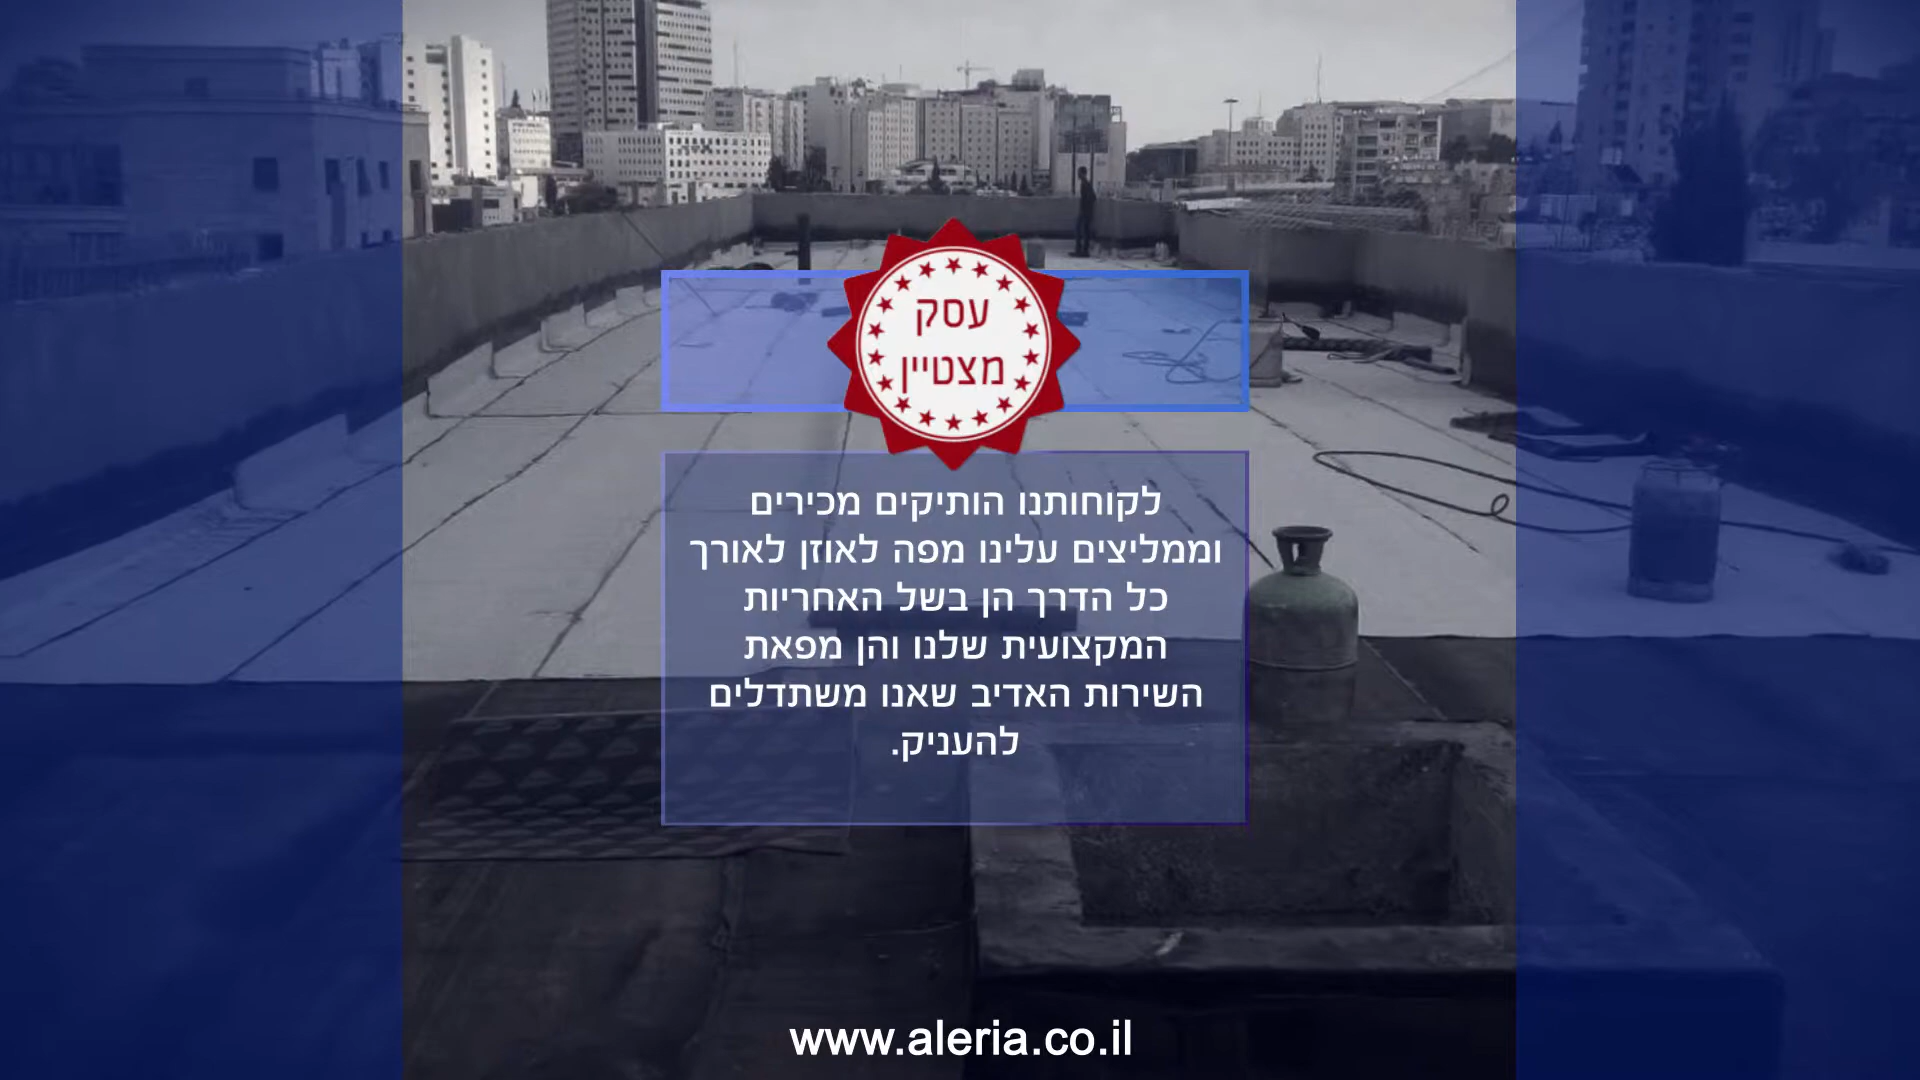 עסק
מצטיין
לקוחותנו הותיקים מכירים
וממליצים עלינו מפה לאוזן לאורך
כל הדרך הן בשל האחריות
המקצועית שלנו והן מפאת
השירות האדיב שאנו משתדלים
להעניק.
www.aleria.co.il